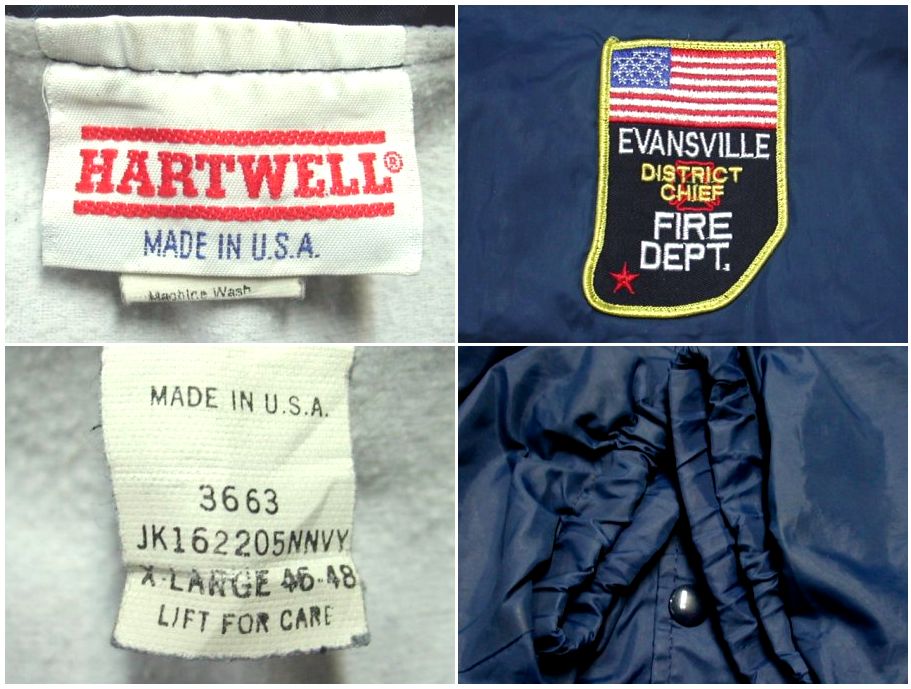 HARTWELL®
MADE IN U.S.A.
Machine Wash
EVANSVILLE
DISTRICT
CHIEF
FIRE
DEPT.
MADE IN U.S.A.
3663
JK162205NNVY
X-LARGE 46-48
LIFT FOR CARE